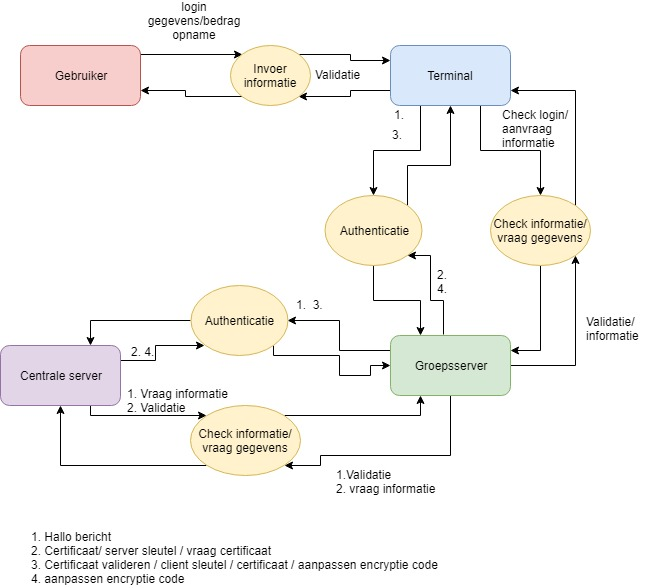 login
gegevens/bedrag
opname
Gebruiker
Invoer
informatie
Validatie
Terminal
1.
3.
Check login/
aanvraag
informatie
Authenticatie
Check informatie/
vraag gegevens
2.
4.
Authenticatie
1. 3.
Validatie/
informatie
2. 4.
Centrale server
Groepsserver
1. Vraag informatie
2. Validatie
Check informatie/
vraag gegevens
1.Validatie
2. vraag informatie
1. Hallo bericht
2. Certificaat/ server sleutel / vraag certificaat
3. Certificaat valideren / client sleutel / certificaat / aanpassen encryptie code
4. aanpassen encryptie code